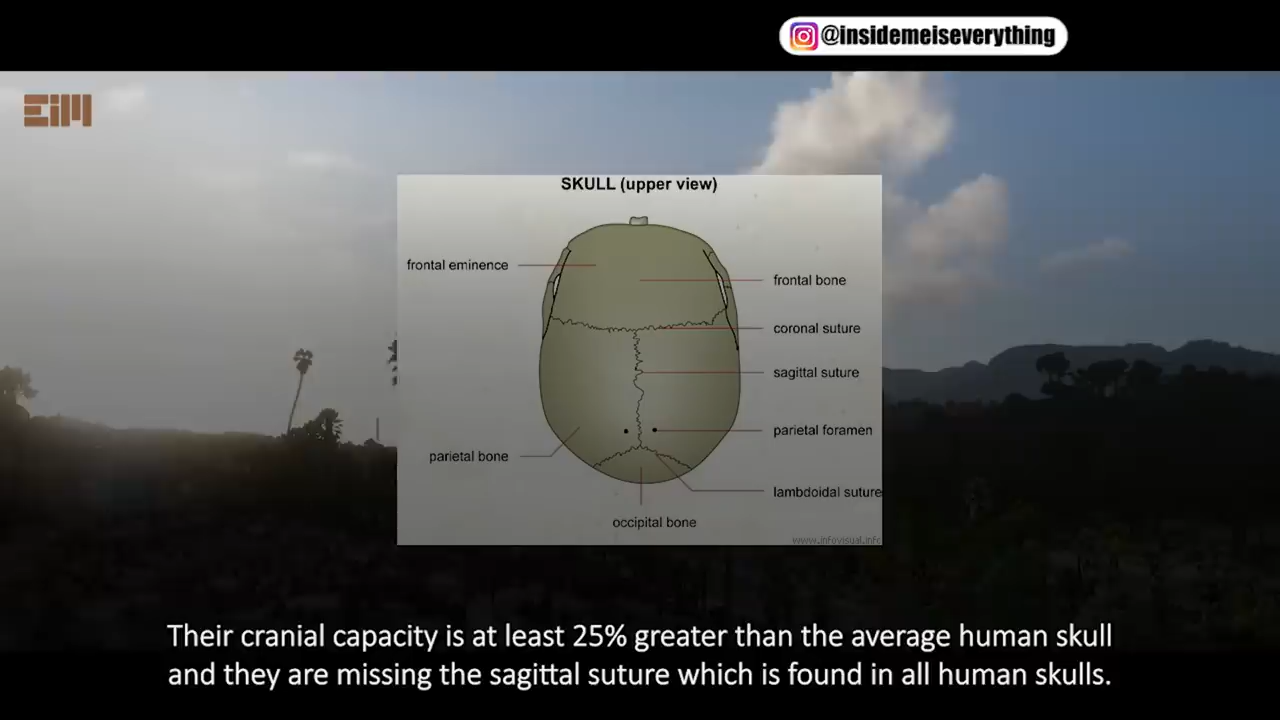 @insidemeiseverything
EiM
SKULL (upper view)
frontal eminence
frontal bone
coronal suture
sagittal suture
parietal foramen
parietal bone
lambdoidal suture
occipital bone
www.infovisual.info
Their cranial capacity is at least 25% greater than the average human skull
and they are missing the sagittal suture which is found in all human skulls.